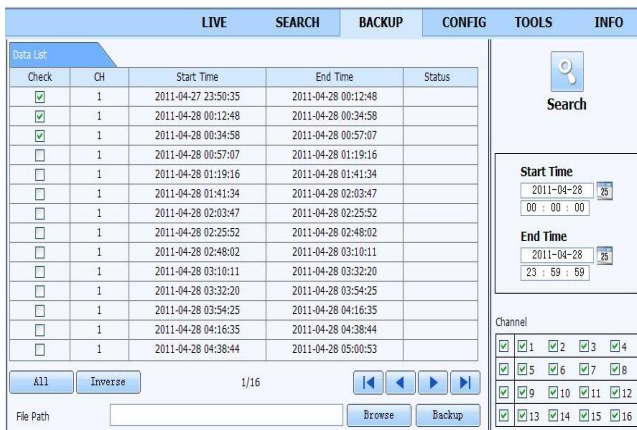 LIVE SEARCH BACKUP CONFIG TOOLS INFO
Data List
Check CH Start Time End Time Status
1 2011-04-27 23:50:35 2011-04-28 00:12:48
1 2011-04-28 00:12:48 2011-04-28 00:34:58
1 2011-04-28 00:34:58 2011-04-28 00:57:07
1 2011-04-28 00:57:07 2011-04-28 01:19:16
1 2011-04-28 01:19:16 2011-04-28 01:41:34
1 2011-04-28 01:41:34 2011-04-28 02:03:47
1 2011-04-28 02:03:47 2011-04-28 02:25:52
1 2011-04-28 02:25:52 2011-04-28 02:48:02
1 2011-04-28 02:48:02 2011-04-28 03:10:11
1 2011-04-28 03:10:11 2011-04-28 03:32:20
1 2011-04-28 03:32:20 2011-04-28 03:54:25
1 2011-04-28 03:54:25 2011-04-28 04:16:35
1 2011-04-28 04:16:35 2011-04-28 04:38:44
1 2011-04-28 04:38:44 2011-04-28 05:00:53
All Inverse 1/16
File Path Browse Backup
Search
Start Time
2011-04-28 25
00 : 00 : 00
End Time
2011-04-28 25
23 : 59 : 59
Channel
1 2 3 4
5 6 7 8
9 10 11 12
13 14 15 16